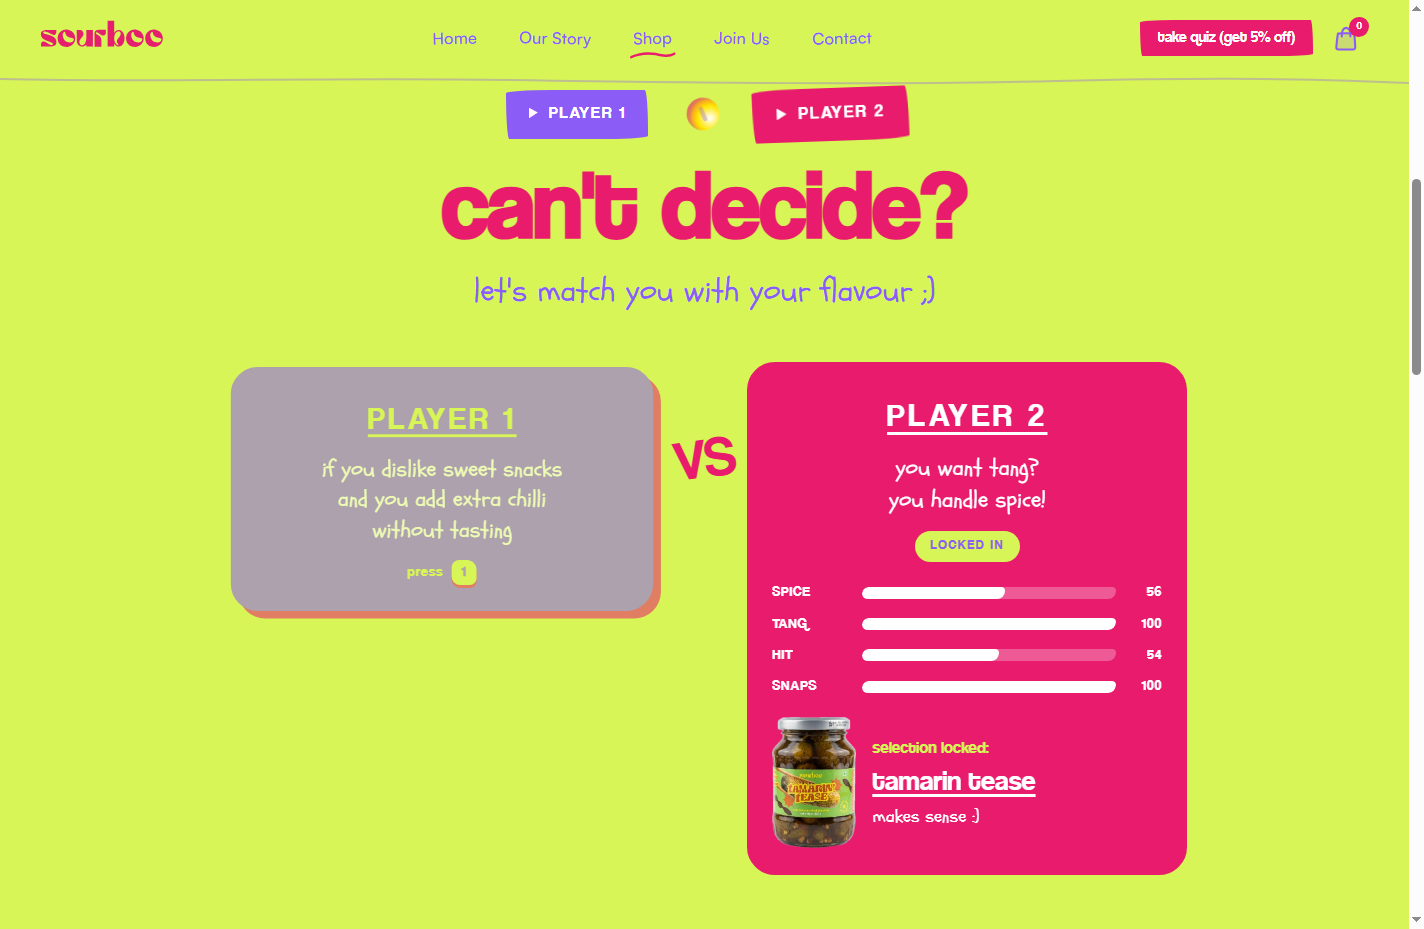 sourboo
Home
Our Story
Shop
Join Us
Contact
take quiz (get 5% off)
0
PLAYER 1
PLAYER 2
can't decide?
let's match you with your flavour ;)
PLAYER 1
if you dislike sweet snacks
and you add extra chilli
without tasting
press 1
VS
PLAYER 2
you want tang?
you handle spice!
LOCKED IN
SPICE 56
TANG 100
HIT 54
SNAPS 100
sourboo
TAMARIN
TEASE
selection locked:
tamarin tease
makes sense :)